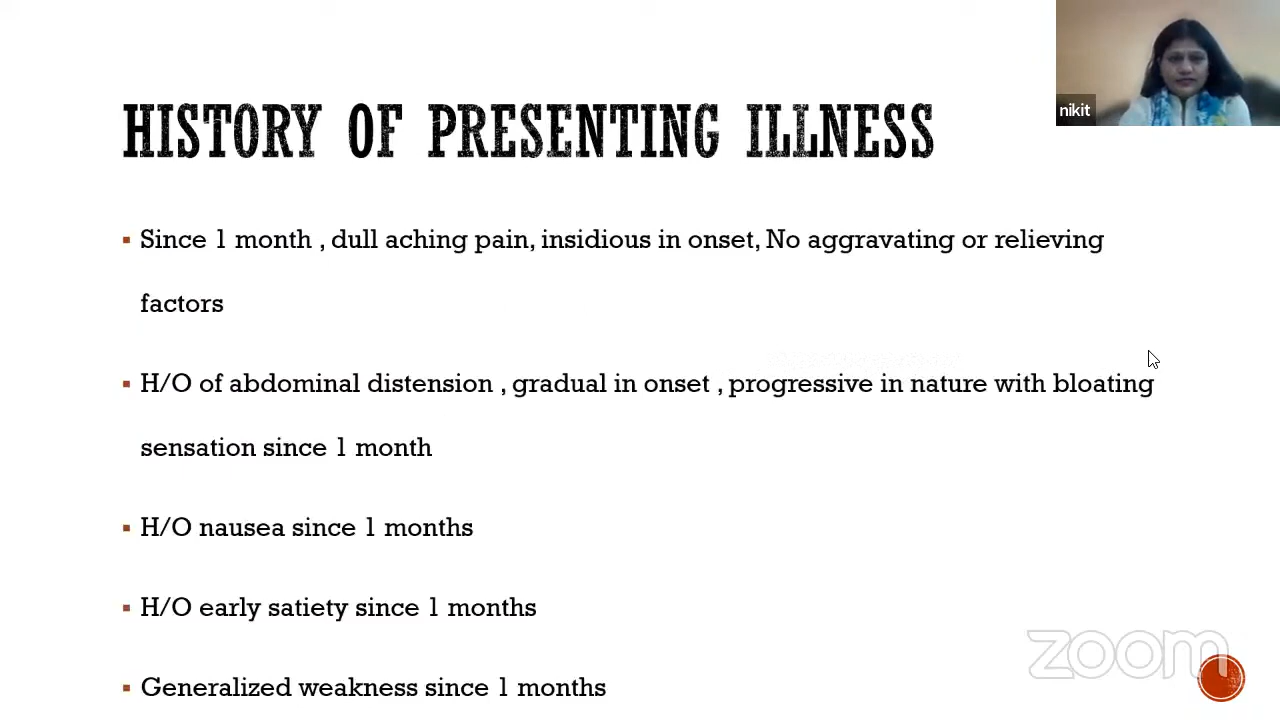 nikit
HISTORY OF PRESENTING ILLNESS
▪ Since 1 month , dull aching pain, insidious in onset, No aggravating or relieving
factors
▪ H/O of abdominal distension , gradual in onset , progressive in nature with bloating
sensation since 1 month
▪ H/O nausea since 1 months
▪ H/O early satiety since 1 months
▪ Generalized weakness since 1 months
zoom